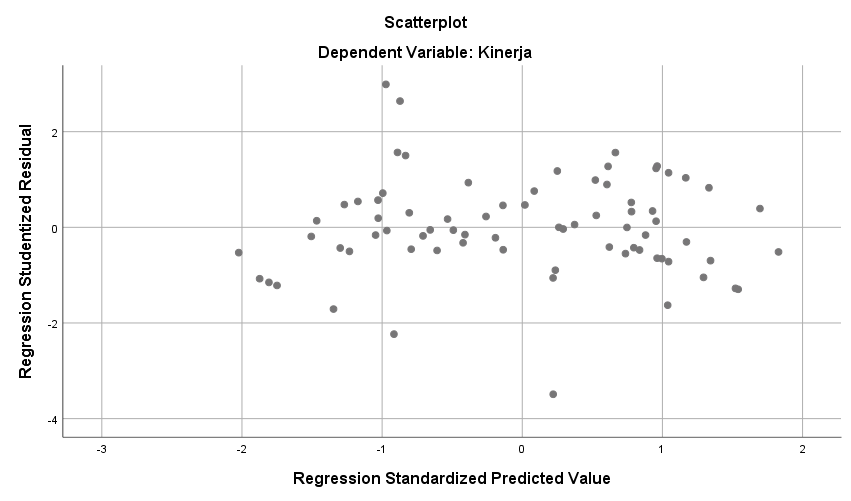 Scatterplot
Dependent Variable: Kinerja
Regression Studentized Residual
2
0
-2
-4
-3
-2
-1
0
1
2
Regression Standardized Predicted Value